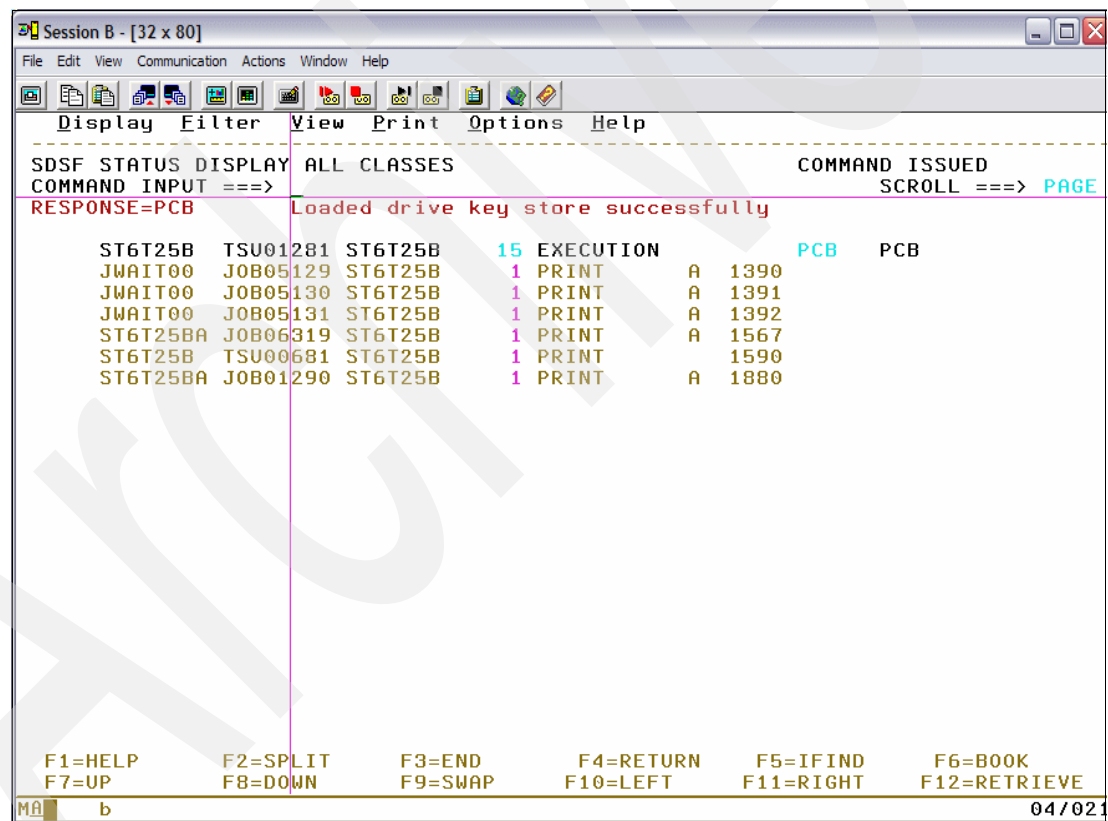 Session B - [32 x 80]
File Edit View Communication Actions Window Help
Display Filter View Print Options Help
SDSF STATUS DISPLAY ALL CLASSES COMMAND ISSUED
COMMAND INPUT ===> SCROLL ===> PAGE
RESPONSE=PCB Loaded drive key store successfully
ST6T25B TSU01281 ST6T25B 15 EXECUTION PCB PCB
JWAIT00 JOB05129 ST6T25B 1 PRINT A 1390
JWAIT00 JOB05130 ST6T25B 1 PRINT A 1391
JWAIT00 JOB05131 ST6T25B 1 PRINT A 1392
ST6T25BA JOB06319 ST6T25B 1 PRINT A 1567
ST6T25B TSU00681 ST6T25B 1 PRINT 1590
ST6T25BA JOB01290 ST6T25B 1 PRINT A 1880
F1=HELP F2=SPLIT F3=END F4=RETURN F5=IFIND F6=BOOK
F7=UP F8=DOWN F9=SWAP F10=LEFT F11=RIGHT F12=RETRIEVE
MA b 04/021